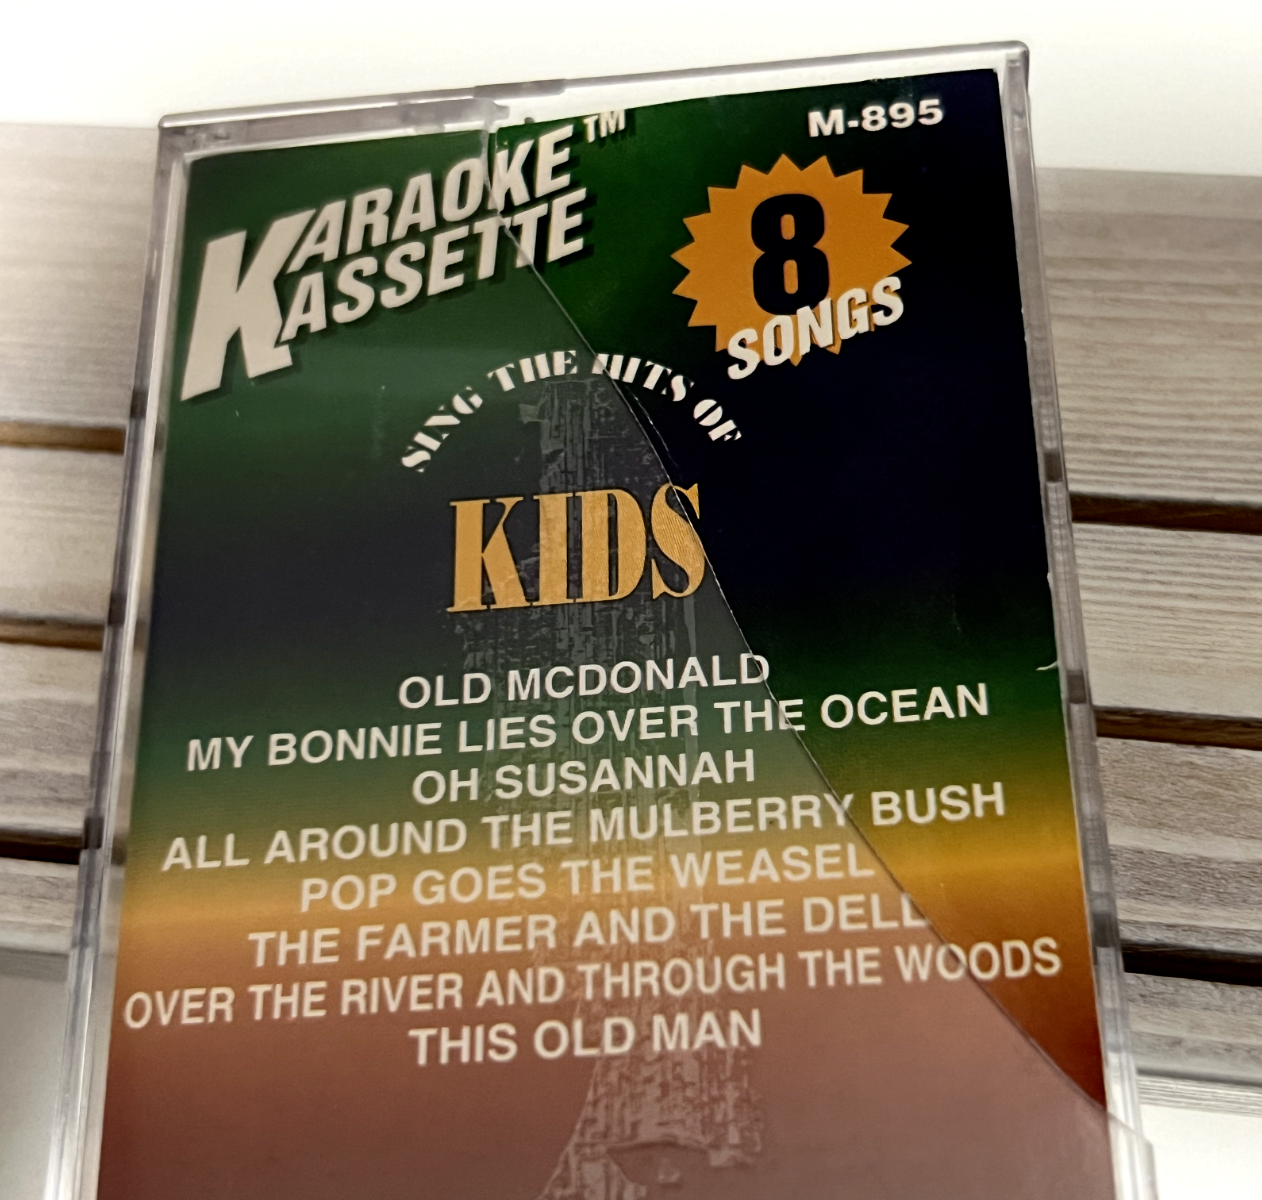 KARAOKE™
KASSETTE
M-895
8
SONGS
SING THE HITS OF
KIDS
OLD MCDONALD
MY BONNIE LIES OVER THE OCEAN
OH SUSANNAH
ALL AROUND THE MULBERRY BUSH
POP GOES THE WEASEL
THE FARMER AND THE DELL
OVER THE RIVER AND THROUGH THE WOODS
THIS OLD MAN